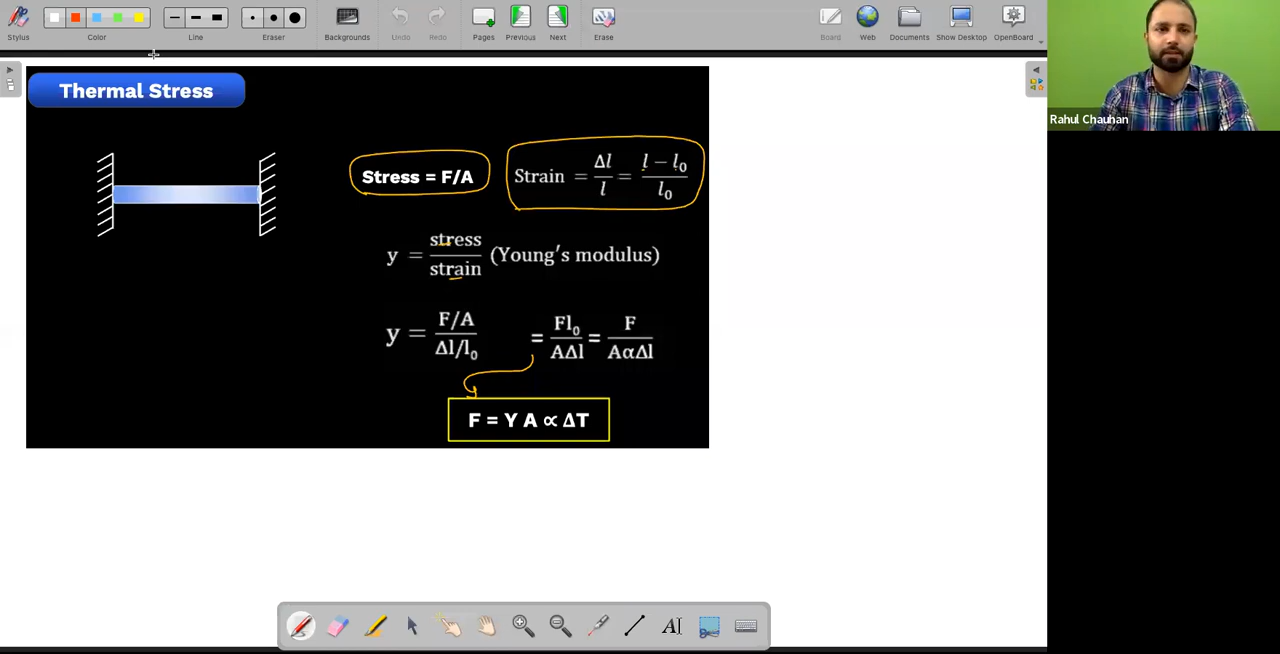 Stylus Color Line Eraser Backgrounds Undo Redo Pages Previous Next Erase Board Web Documents Show Desktop OpenBoard
Rahul Chauhan
Thermal Stress
Stress = F/A
Strain = Δl/l = l − l₀/l₀
y = stress/strain (Young's modulus)
y = F/A/Δl/l₀ = Fl₀/AΔl = F/AαΔl
F = Y A ∝ ΔT